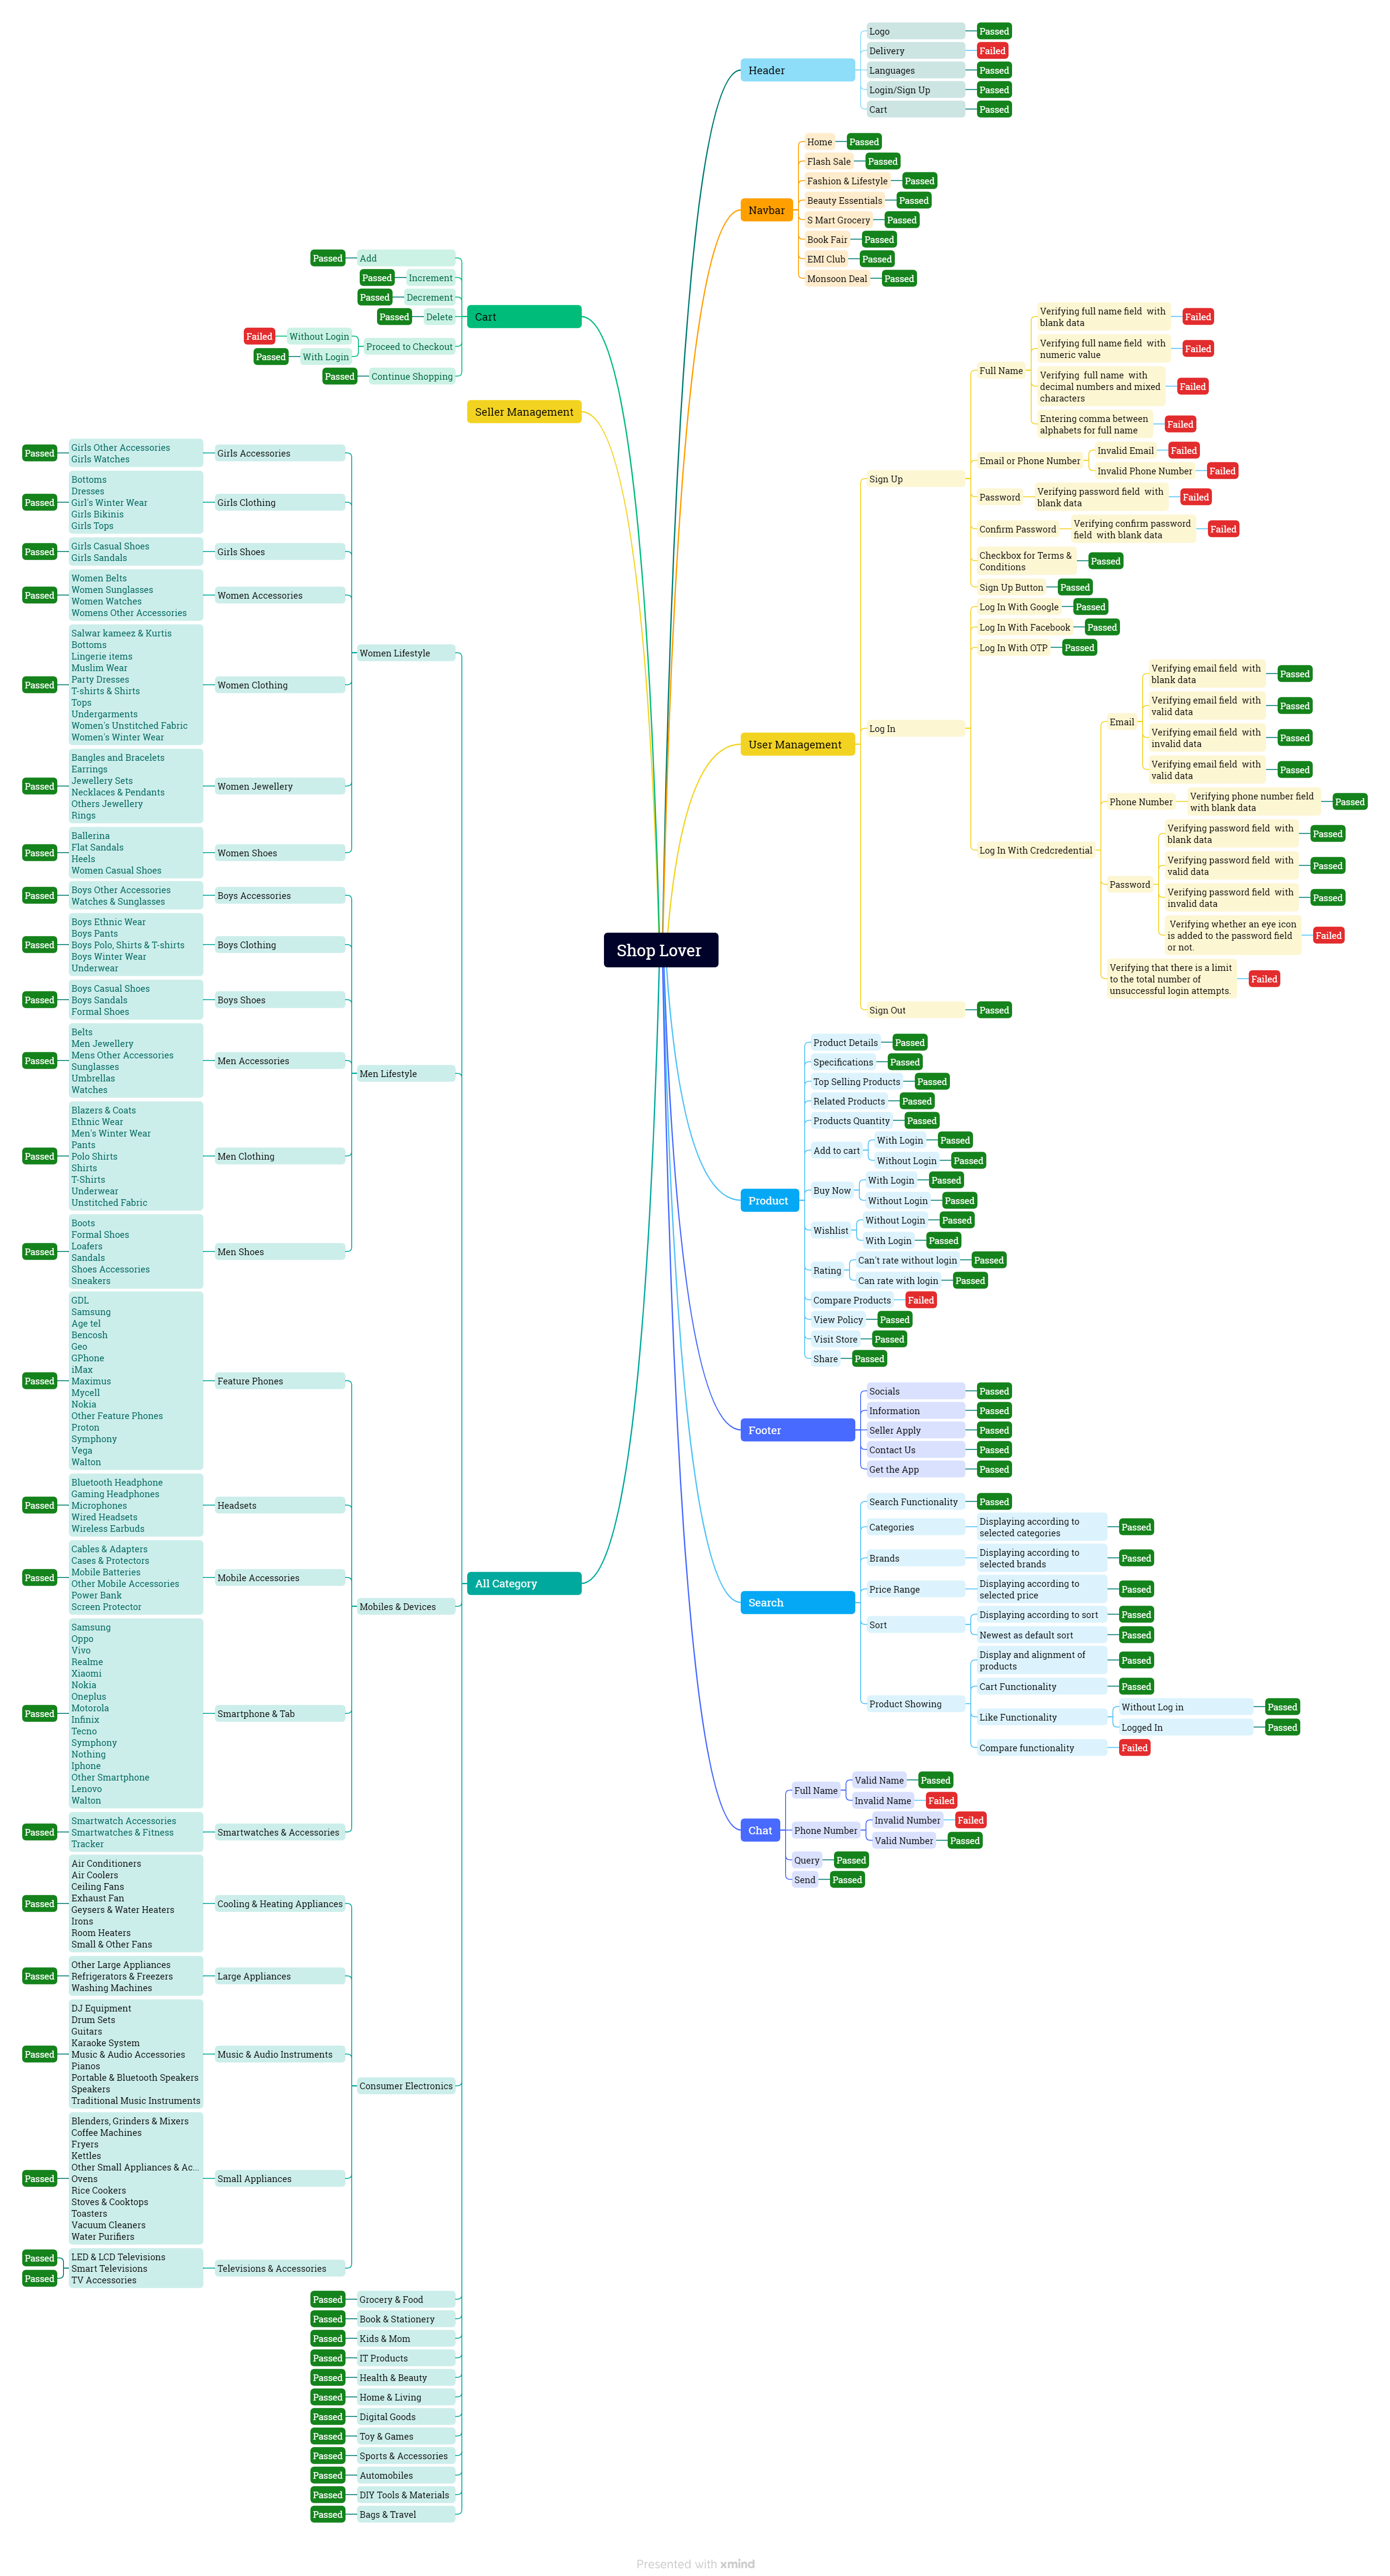 Shop Lover
Header
Logo
Passed
Delivery
Failed
Languages
Passed
Login/Sign Up
Passed
Cart
Passed
Navbar
Home
Passed
Flash Sale
Passed
Fashion & Lifestyle
Passed
Beauty Essentials
Passed
S Mart Grocery
Passed
Book Fair
Passed
EMI Club
Passed
Monsoon Deal
Passed
User Management
Sign Up
Full Name
Verifying full name field with
blank data
Failed
Verifying full name field with
numeric value
Failed
Verifying full name with
decimal numbers and mixed
characters
Failed
Entering comma between
alphabets for full name
Failed
Email or Phone Number
Invalid Email
Failed
Invalid Phone Number
Failed
Password
Verifying password field with
blank data
Failed
Confirm Password
Verifying confirm password
field with blank data
Failed
Checkbox for Terms &
Conditions
Passed
Sign Up Button
Passed
Log In
Log In With Google
Passed
Log In With Facebook
Passed
Log In With OTP
Passed
Log In With Credcredential
Email
Verifying email field with
blank data
Passed
Verifying email field with
valid data
Passed
Verifying email field with
invalid data
Passed
Verifying email field with
valid data
Passed
Phone Number
Verifying phone number field
with blank data
Passed
Password
Verifying password field with
blank data
Passed
Verifying password field with
valid data
Passed
Verifying password field with
invalid data
Passed
Verifying whether an eye icon
is added to the password field
or not.
Failed
Verifying that there is a limit
to the total number of
unsuccessful login attempts.
Failed
Sign Out
Passed
Product
Product Details
Passed
Specifications
Passed
Top Selling Products
Passed
Related Products
Passed
Products Quantity
Passed
Add to cart
With Login
Passed
Without Login
Passed
Buy Now
With Login
Passed
Without Login
Passed
Wishlist
Without Login
Passed
With Login
Passed
Rating
Can't rate without login
Passed
Can rate with login
Passed
Compare Products
Failed
View Policy
Passed
Visit Store
Passed
Share
Passed
Footer
Socials
Passed
Information
Passed
Seller Apply
Passed
Contact Us
Passed
Get the App
Passed
Search
Search Functionality
Passed
Categories
Displaying according to
selected categories
Passed
Brands
Displaying according to
selected brands
Passed
Price Range
Displaying according to
selected price
Passed
Sort
Displaying according to sort
Passed
Newest as default sort
Passed
Product Showing
Display and alignment of
products
Passed
Cart Functionality
Passed
Like Functionality
Without Log in
Passed
Logged In
Passed
Compare functionality
Failed
Chat
Full Name
Valid Name
Passed
Invalid Name
Failed
Phone Number
Invalid Number
Failed
Valid Number
Passed
Query
Passed
Send
Passed
Cart
Add
Passed
Increment
Passed
Decrement
Passed
Delete
Passed
Proceed to Checkout
Without Login
Failed
With Login
Passed
Continue Shopping
Passed
Seller Management
All Category
Women Lifestyle
Girls Accessories
Girls Other Accessories
Girls Watches
Passed
Girls Clothing
Bottoms
Dresses
Girl's Winter Wear
Girls Bikinis
Girls Tops
Passed
Girls Shoes
Girls Casual Shoes
Girls Sandals
Passed
Women Accessories
Women Belts
Women Sunglasses
Women Watches
Womens Other Accessories
Passed
Women Clothing
Salwar kameez & Kurtis
Bottoms
Lingerie items
Muslim Wear
Party Dresses
T-shirts & Shirts
Tops
Undergarments
Women's Unstitched Fabric
Women's Winter Wear
Passed
Women Jewellery
Bangles and Bracelets
Earrings
Jewellery Sets
Necklaces & Pendants
Others Jewellery
Rings
Passed
Women Shoes
Ballerina
Flat Sandals
Heels
Women Casual Shoes
Passed
Men Lifestyle
Boys Accessories
Boys Other Accessories
Watches & Sunglasses
Passed
Boys Clothing
Boys Ethnic Wear
Boys Pants
Boys Polo, Shirts & T-shirts
Boys Winter Wear
Underwear
Passed
Boys Shoes
Boys Casual Shoes
Boys Sandals
Formal Shoes
Passed
Men Accessories
Belts
Men Jewellery
Mens Other Accessories
Sunglasses
Umbrellas
Watches
Passed
Men Clothing
Blazers & Coats
Ethnic Wear
Men's Winter Wear
Pants
Polo Shirts
Shirts
T-Shirts
Underwear
Unstitched Fabric
Passed
Men Shoes
Boots
Formal Shoes
Loafers
Sandals
Shoes Accessories
Sneakers
Passed
Mobiles & Devices
Feature Phones
GDL
Samsung
Age tel
Bencosh
Geo
GPhone
iMax
Maximus
Mycell
Nokia
Other Feature Phones
Proton
Symphony
Vega
Walton
Passed
Headsets
Bluetooth Headphone
Gaming Headphones
Microphones
Wired Headsets
Wireless Earbuds
Passed
Mobile Accessories
Cables & Adapters
Cases & Protectors
Mobile Batteries
Other Mobile Accessories
Power Bank
Screen Protector
Passed
Smartphone & Tab
Samsung
Oppo
Vivo
Realme
Xiaomi
Nokia
Oneplus
Motorola
Infinix
Tecno
Symphony
Nothing
Iphone
Other Smartphone
Lenovo
Walton
Passed
Smartwatches & Accessories
Smartwatch Accessories
Smartwatches & Fitness
Tracker
Passed
Consumer Electronics
Cooling & Heating Appliances
Air Conditioners
Air Coolers
Ceiling Fans
Exhaust Fan
Geysers & Water Heaters
Irons
Room Heaters
Small & Other Fans
Passed
Large Appliances
Other Large Appliances
Refrigerators & Freezers
Washing Machines
Passed
Music & Audio Instruments
DJ Equipment
Drum Sets
Guitars
Karaoke System
Music & Audio Accessories
Pianos
Portable & Bluetooth Speakers
Speakers
Traditional Music Instruments
Passed
Small Appliances
Blenders, Grinders & Mixers
Coffee Machines
Fryers
Kettles
Other Small Appliances & Ac...
Ovens
Rice Cookers
Stoves & Cooktops
Toasters
Vacuum Cleaners
Water Purifiers
Passed
Televisions & Accessories
LED & LCD Televisions
Smart Televisions
TV Accessories
Passed
Passed
Grocery & Food
Passed
Book & Stationery
Passed
Kids & Mom
Passed
IT Products
Passed
Health & Beauty
Passed
Home & Living
Passed
Digital Goods
Passed
Toy & Games
Passed
Sports & Accessories
Passed
Automobiles
Passed
DIY Tools & Materials
Passed
Bags & Travel
Passed
Presented with xmind